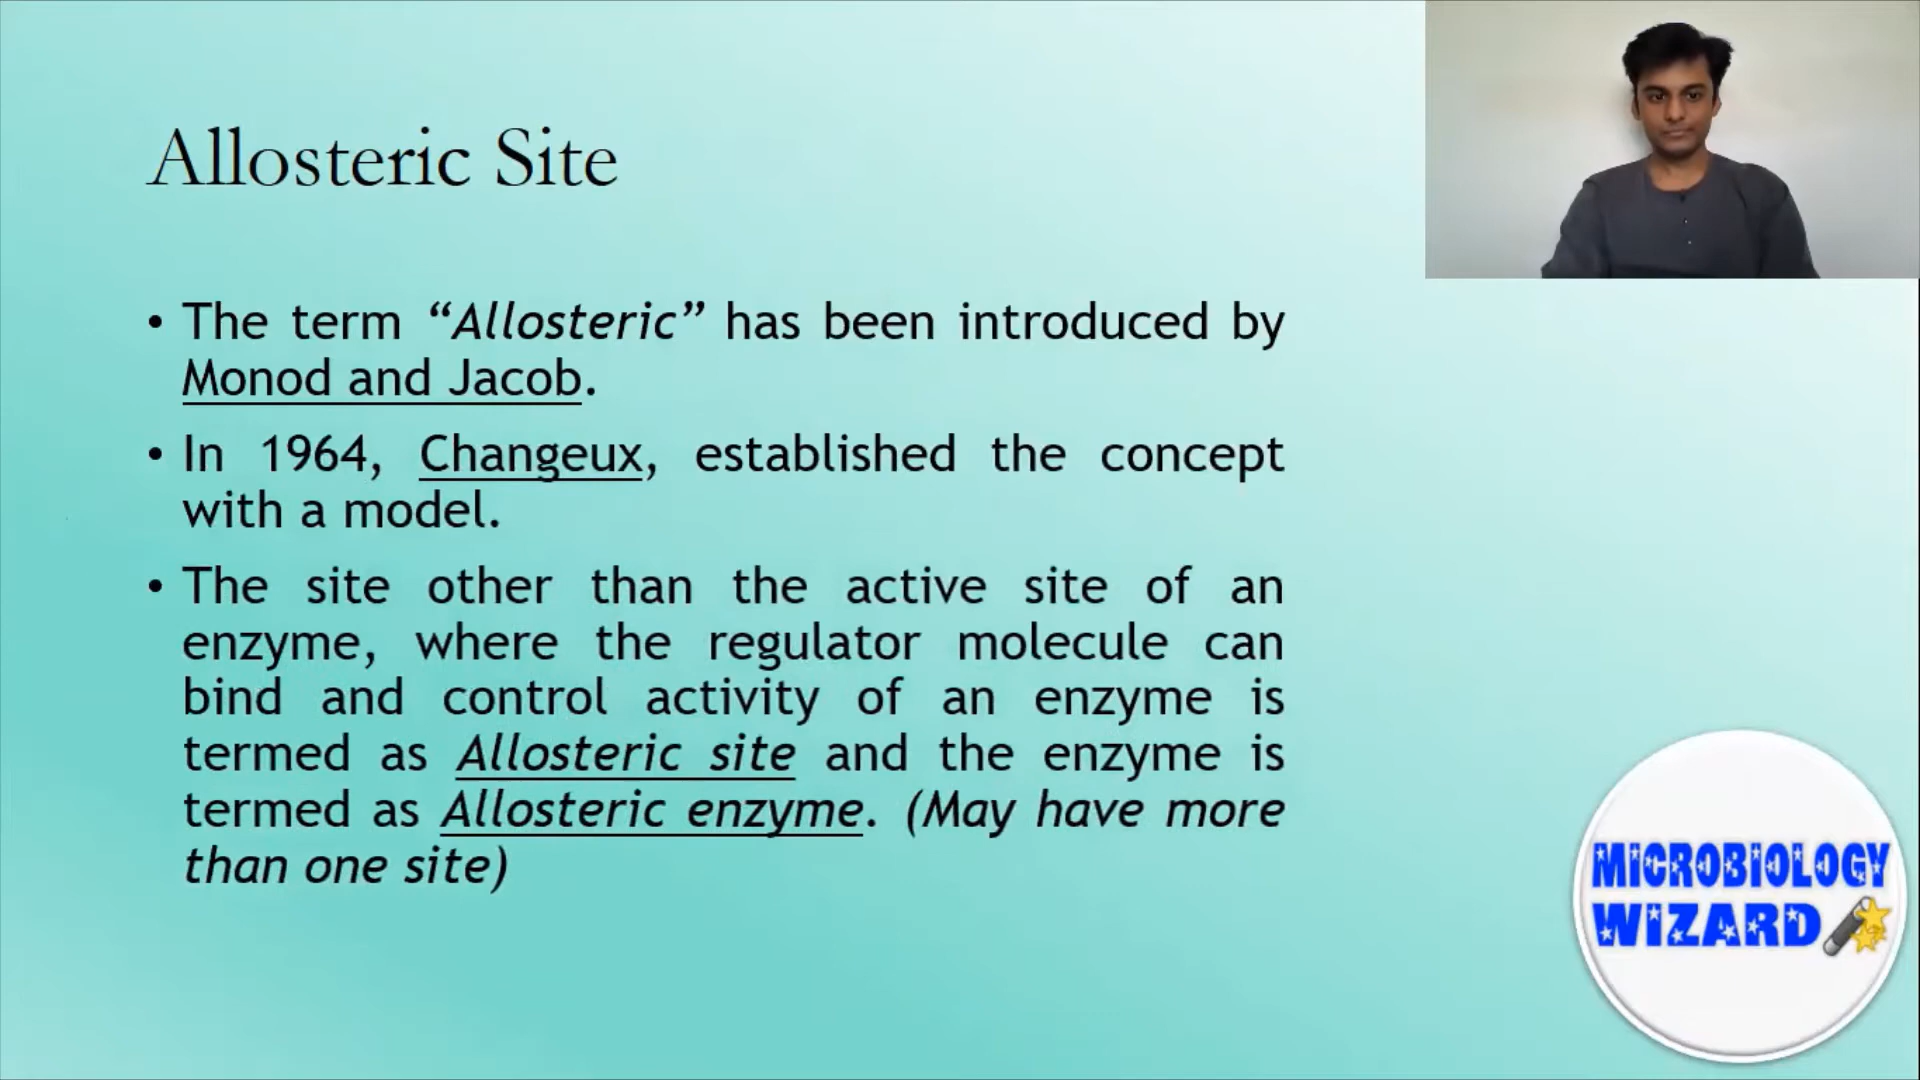 Allosteric Site
• The term “Allosteric” has been introduced by
Monod and Jacob.
• In 1964, Changeux, established the concept
with a model.
• The site other than the active site of an
enzyme, where the regulator molecule can
bind and control activity of an enzyme is
termed as Allosteric site and the enzyme is
termed as Allosteric enzyme. (May have more
than one site)
MICROBIOLOGY
WIZARD